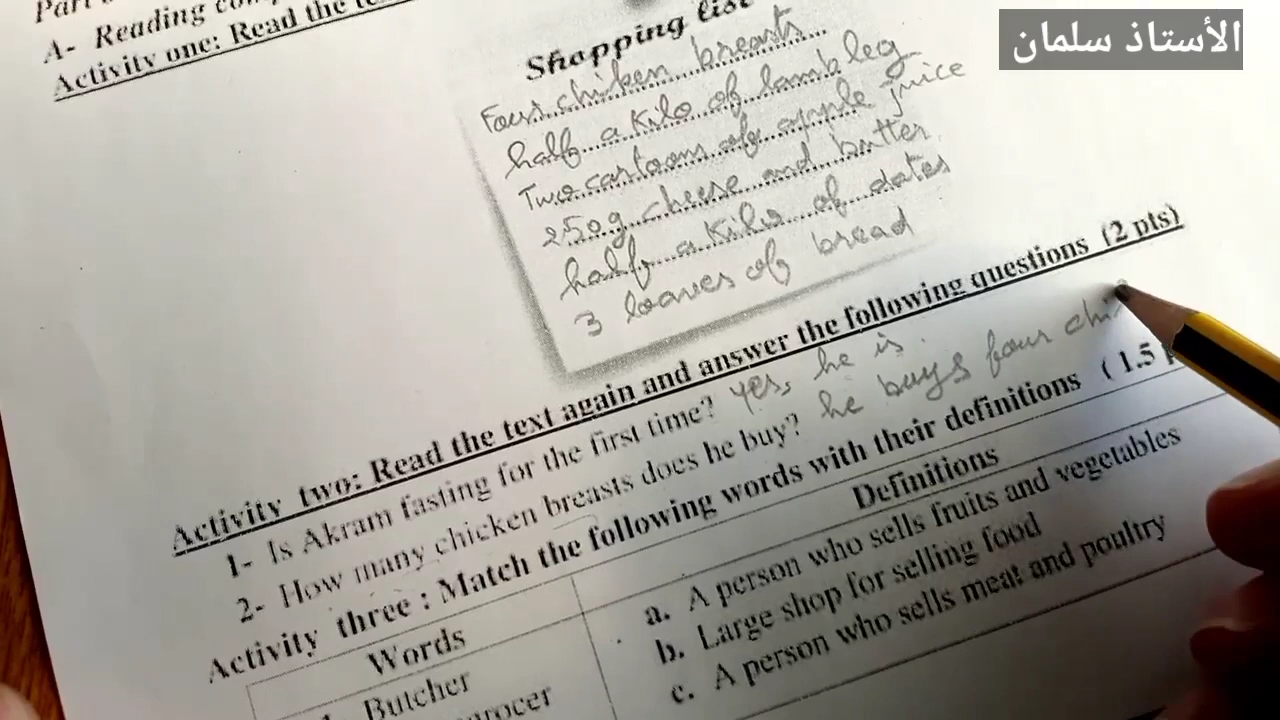 الأستاذ سلمان
A- Reading
Activity one: Read the
Shopping list
Four chiken breasts
half a kilo of lamb leg
Two cartoons of apple juice
250g cheese and butter
half a kilo of dates
3 loaves of bread
Activity two: Read the text again and answer the following questions (2 pts)
1- Is Akram fasting for the first time? yes, he is.
2- How many chicken breasts does he buy? he buys four chi
Activity three : Match the following words with their definitions ( 1.5
Words
Definitions
Butcher
a. A person who sells fruits and vegetables
b. Large shop for selling food
c. A person who sells meat and poultry